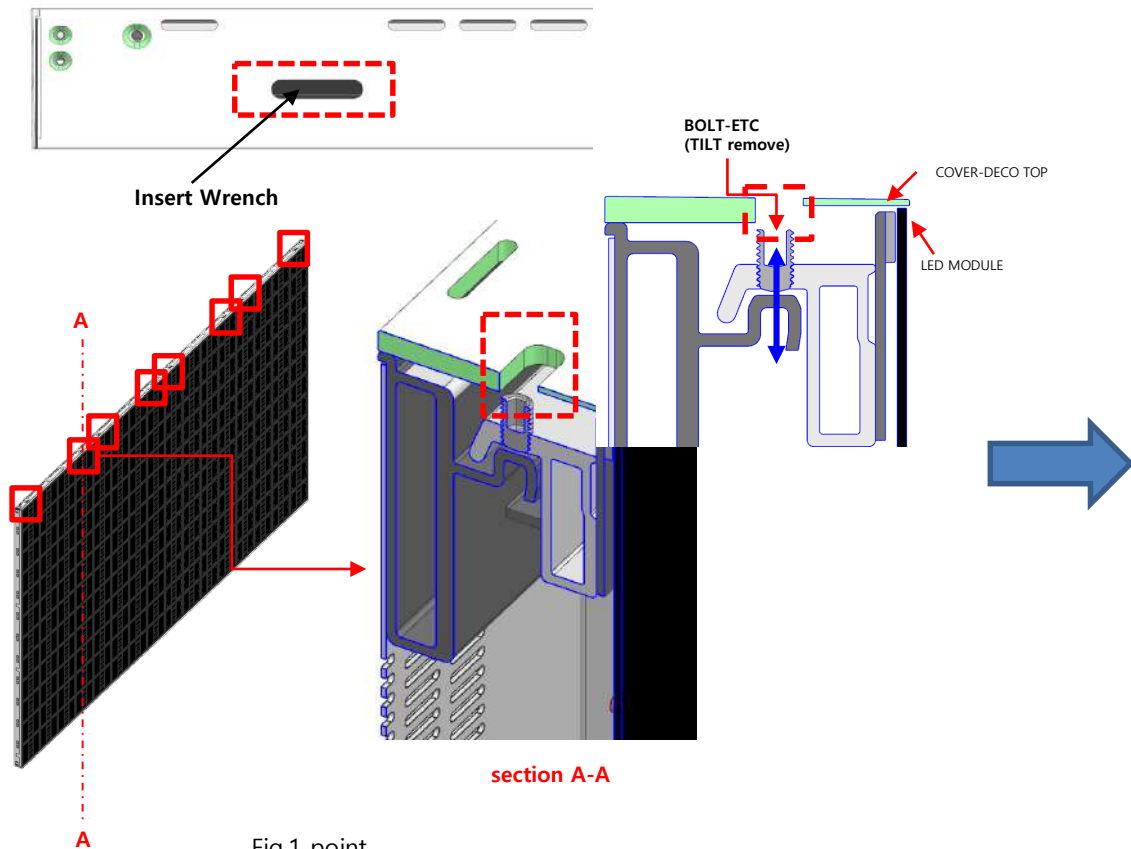 Insert Wrench
BOLT-ETC
(TILT remove)
COVER-DECO TOP
LED MODULE
A
section A-A
A
Fig.1 point